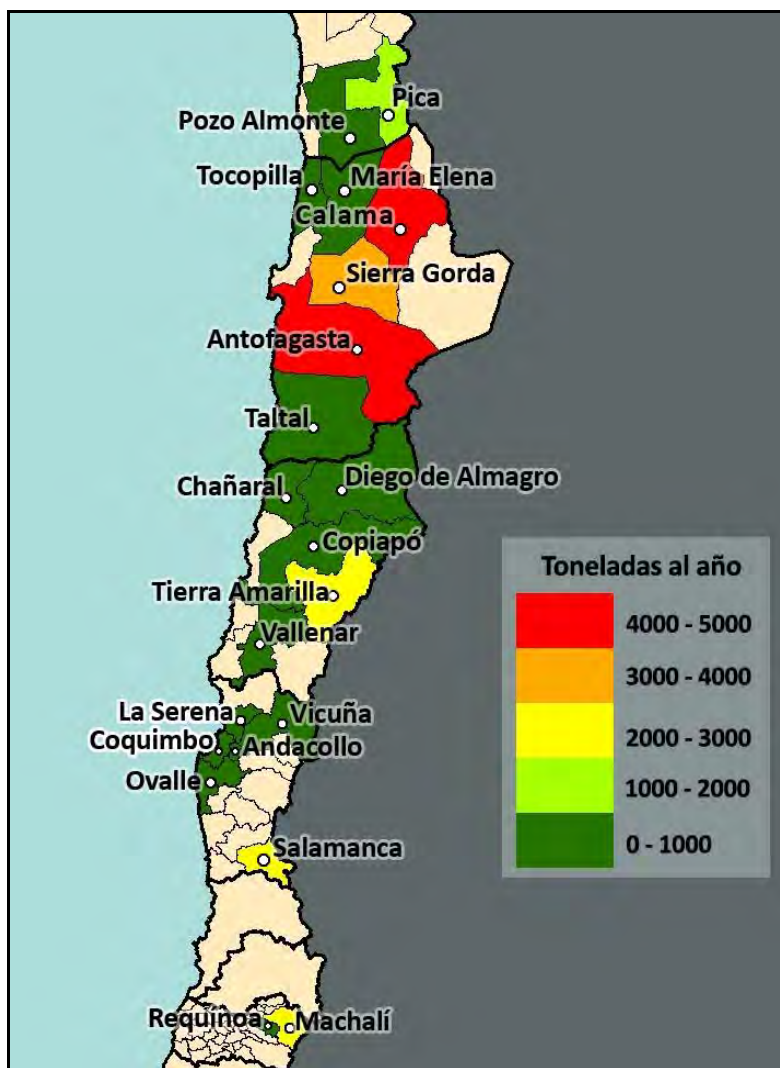 Pica
Pozo Almonte
Tocopilla
María Elena
Calama
Sierra Gorda
Antofagasta
Taltal
Chañaral
Diego de Almagro
Copiapó
Tierra Amarilla
Vallenar
La Serena
Vicuña
Coquimbo
Andacollo
Ovalle
Salamanca
Requínoa
Machalí
Toneladas al año
4000 - 5000
3000 - 4000
2000 - 3000
1000 - 2000
0 - 1000